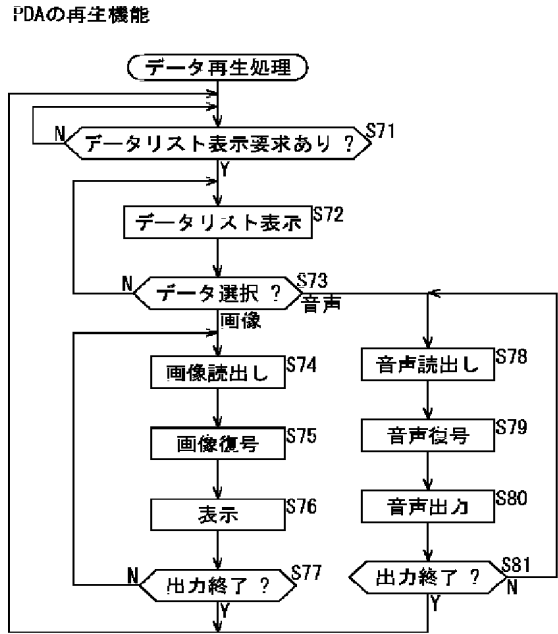 PDAの再生機能
データ再生処理
N
データリスト表示要求あり ?
S71
Y
データリスト表示
S72
N
データ選択 ?
S73
音声
画像
画像読出し
S74
音声読出し
S78
画像復号
S75
音声復号
S79
表示
S76
音声出力
S80
N
出力終了 ?
S77
出力終了 ?
S81
N
Y
Y